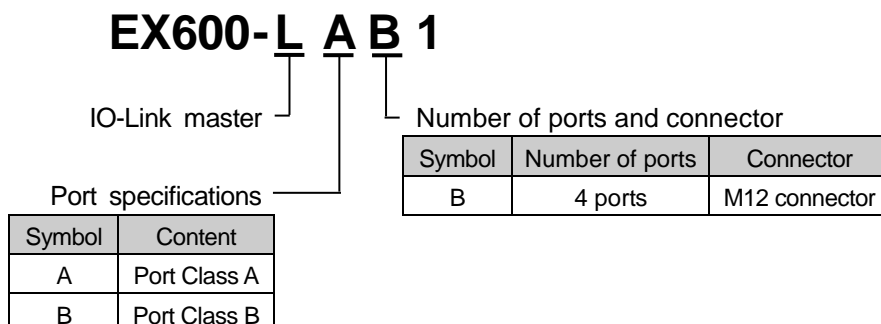 EX600-L A B 1
IO-Link master
Number of ports and connector
Symbol Number of ports Connector
B 4 ports M12 connector
Port specifications
Symbol Content
A Port Class A
B Port Class B